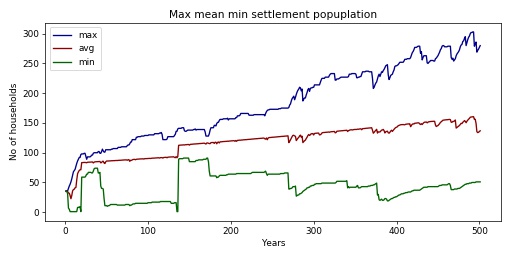 Max mean min settlement popuplation
max
avg
min
No of households
300
250
200
150
100
50
0
0 100 200 300 400 500
Years